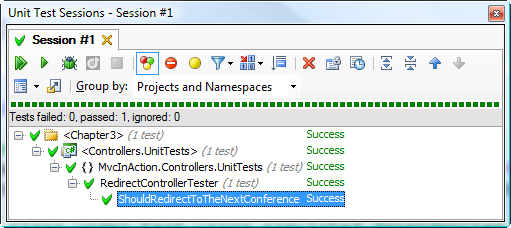 Unit Test Sessions - Session #1
Session #1
Group by: Projects and Namespaces
Tests failed: 0, passed: 1, ignored: 0
<Chapter3> (1 test) Success
<Controllers.UnitTests> (1 test) Success
{} MvcInAction.Controllers.UnitTests (1 test) Success
RedirectControllerTester (1 test) Success
ShouldRedirectToTheNextConference Success